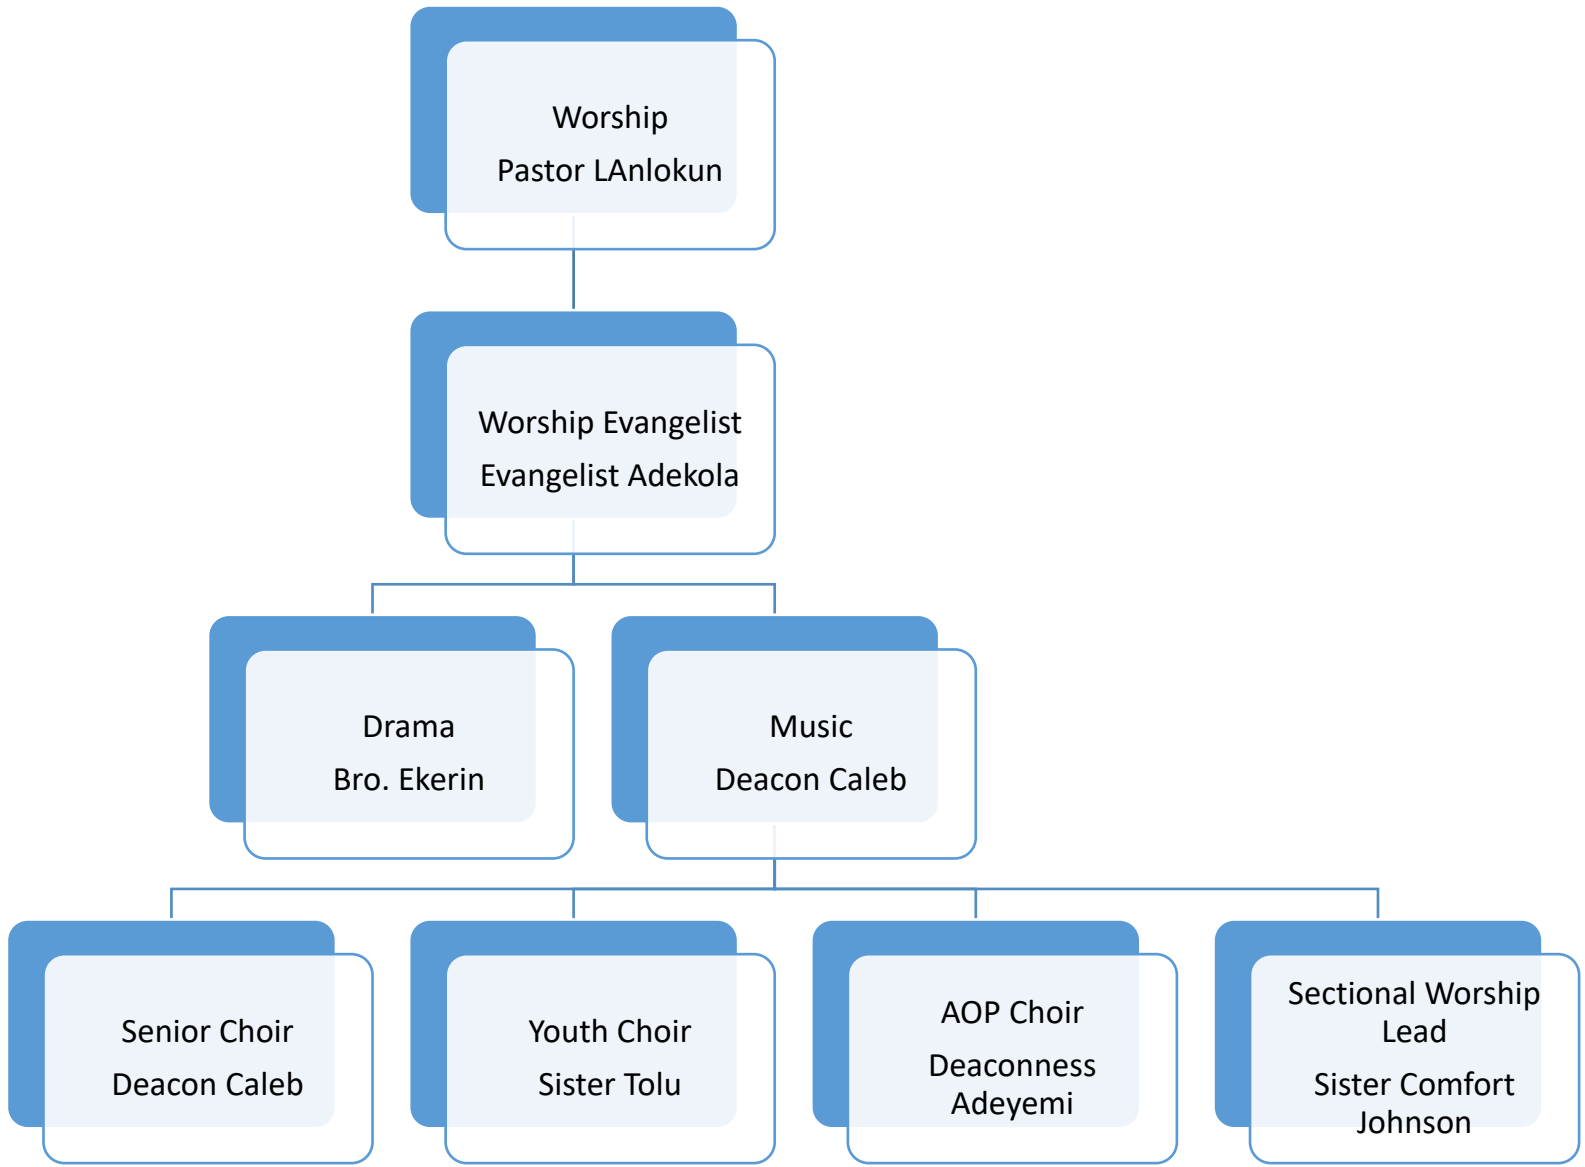 Worship
Pastor LAnlokun
Worship Evangelist
Evangelist Adekola
Drama
Bro. Ekerin
Music
Deacon Caleb
Senior Choir
Deacon Caleb
Youth Choir
Sister Tolu
AOP Choir
Deaconness
Adeyemi
Sectional Worship
Lead
Sister Comfort
Johnson